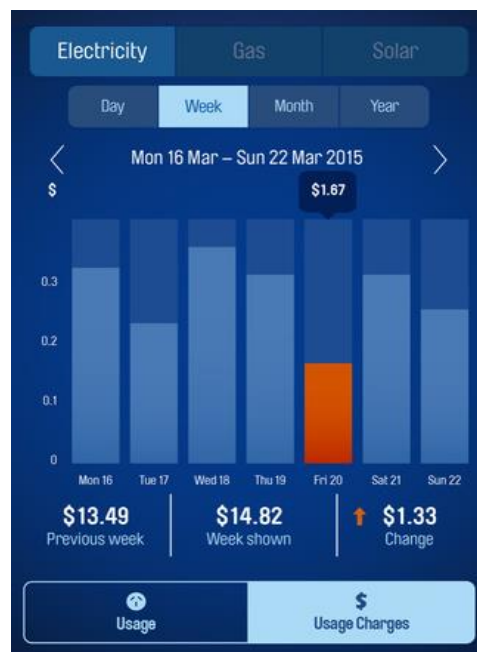 Electricity Gas Solar
Day Week Month Year
Mon 16 Mar – Sun 22 Mar 2015
$
$1.67
0.3
0.2
0.1
0
Mon 16 Tue 17 Wed 18 Thu 19 Fri 20 Sat 21 Sun 22
$13.49 $14.82 $1.33
Previous week Week shown Change
$
Usage Usage Charges